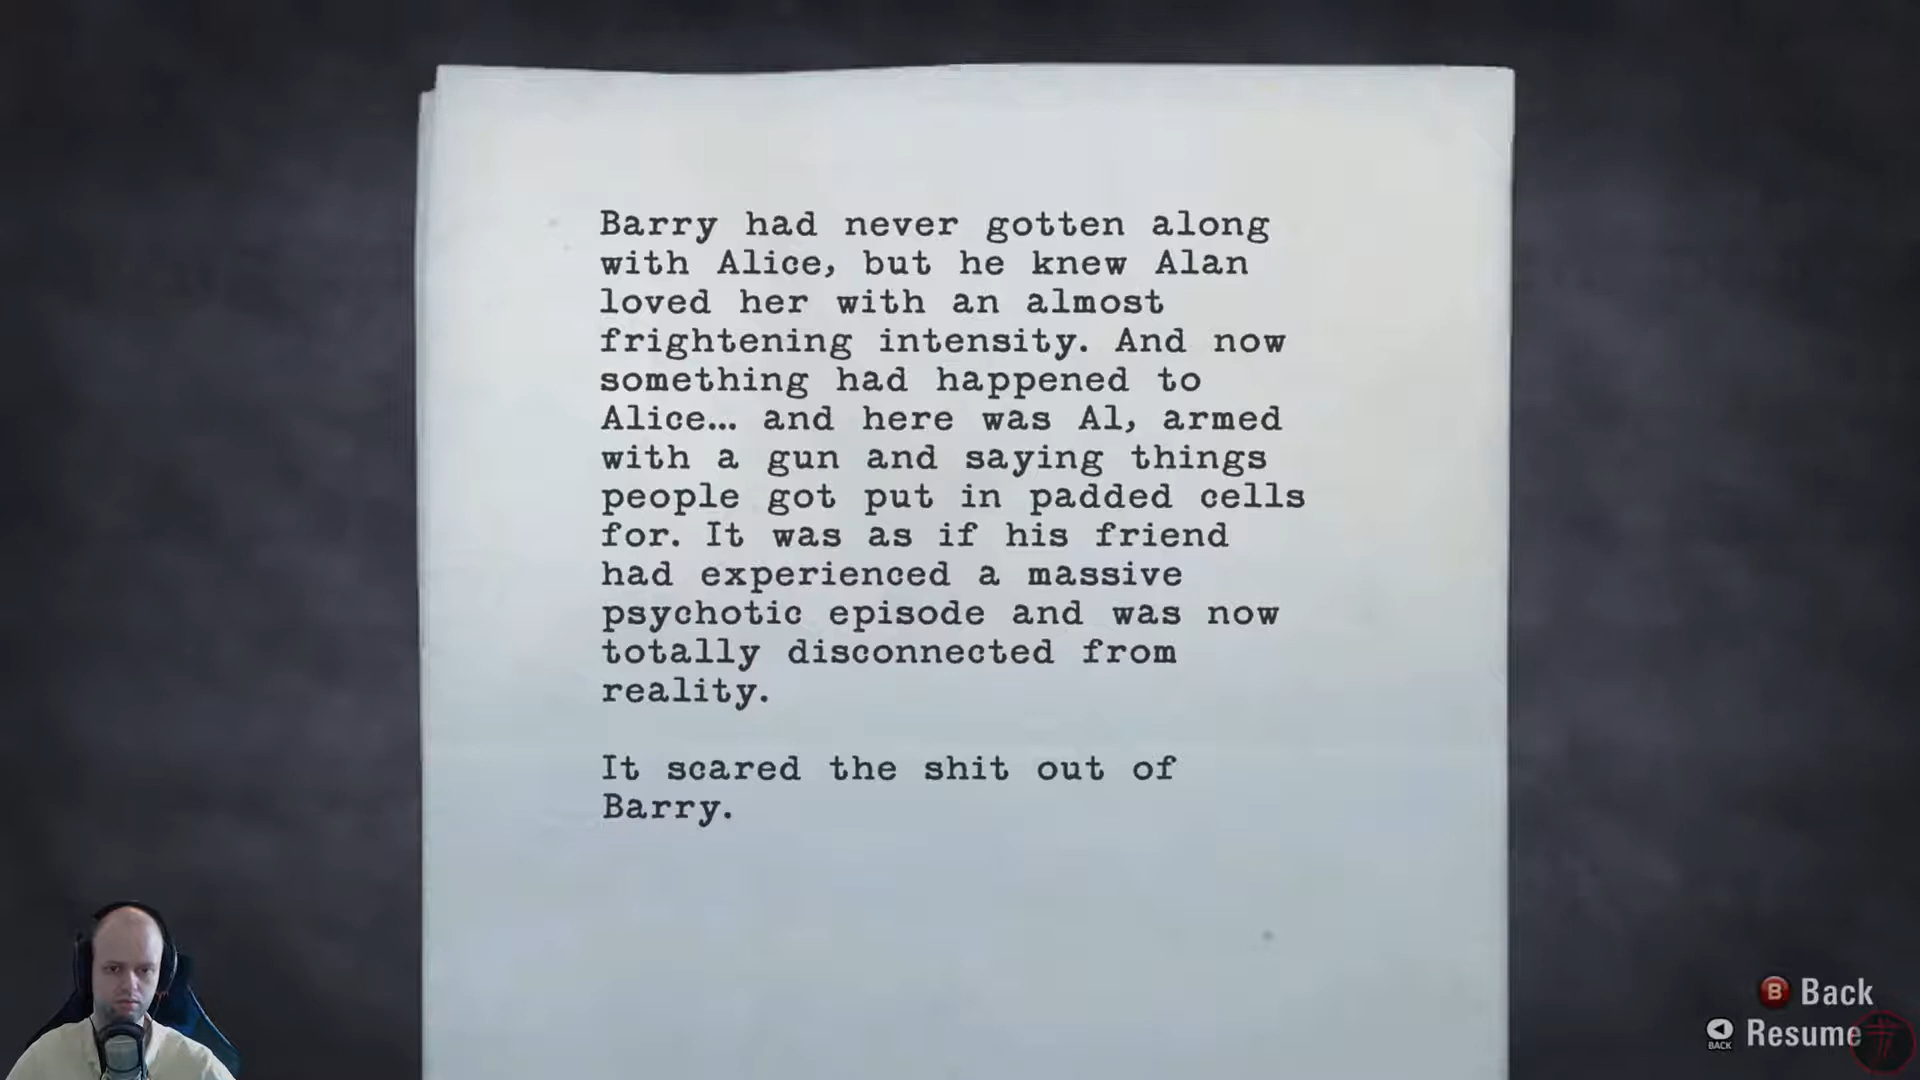 Barry had never gotten along
with Alice, but he knew Alan
loved her with an almost
frightening intensity. And now
something had happened to
Alice… and here was Al, armed
with a gun and saying things
people got put in padded cells
for. It was as if his friend
had experienced a massive
psychotic episode and was now
totally disconnected from
reality.
It scared the shit out of
Barry.
B Back
BACK Resume